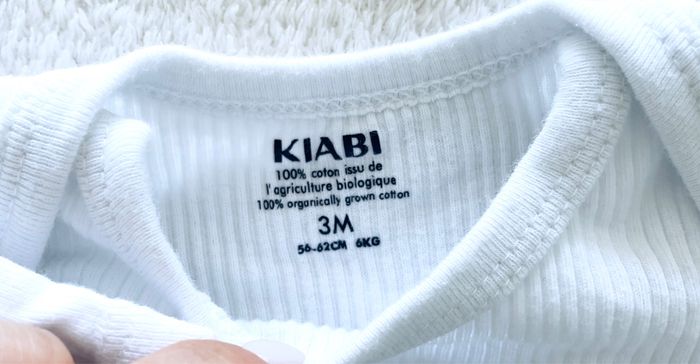 KIABI
100% coton issu de
l'agriculture biologique
100% organically grown cotton
3M
56-62CM 6KG